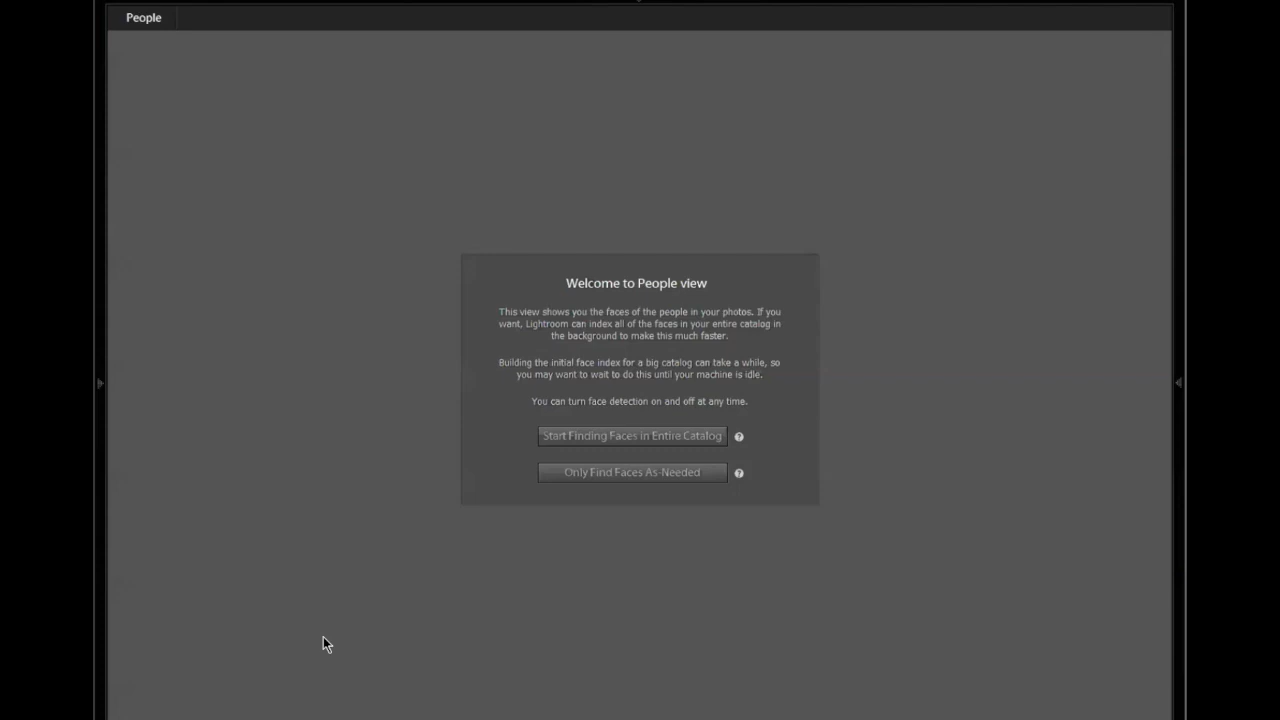 People
Welcome to People view
This view shows you the faces of the people in your photos. If you
want, Lightroom can index all of the faces in your entire catalog in
the background to make this much faster.
Building the initial face index for a big catalog can take a while, so
you may want to wait to do this until your machine is idle.
You can turn face detection on and off at any time.
Start Finding Faces in Entire Catalog ?
Only Find Faces As-Needed ?